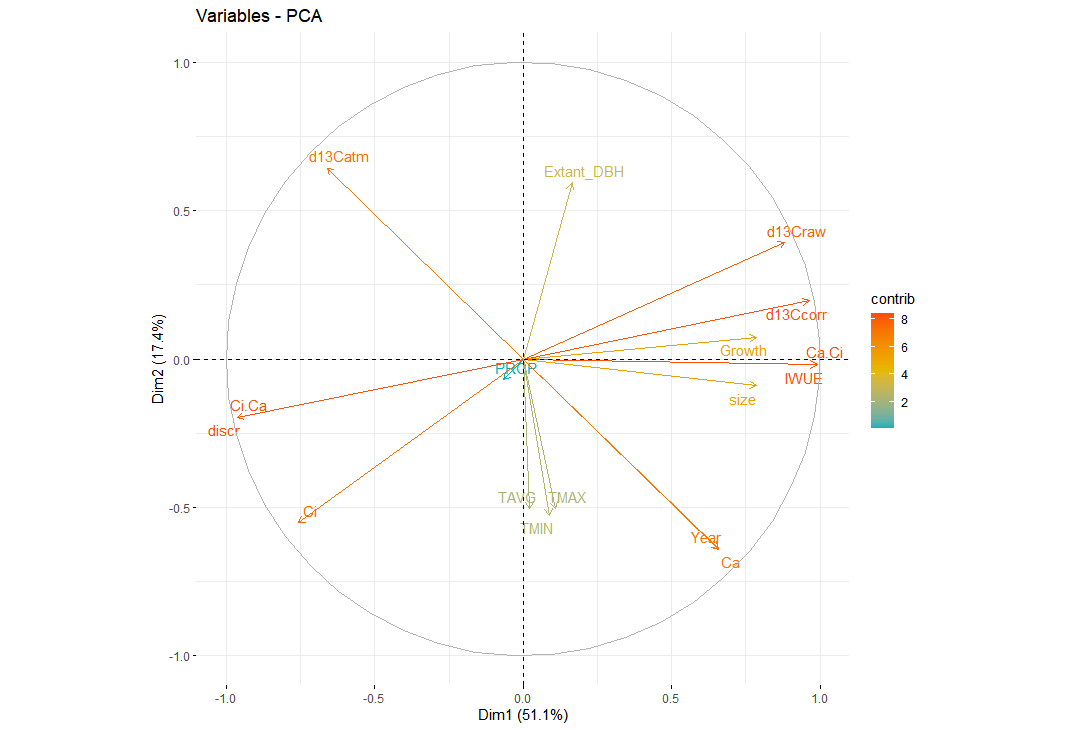 Variables - PCA
1.0
d13Catm
Extant_DBH
0.5
d13Craw
contrib
8
d13Ccorr
6
Growth
Ca.Ci
0.0
4
PRCP
IWUE
2
Dim2 (17.4%)
size
Ci.Ca
discr
TAVG
TMAX
-0.5
Ci
TMIN
Year
Ca
-1.0
-1.0
-0.5
0.0
0.5
1.0
Dim1 (51.1%)